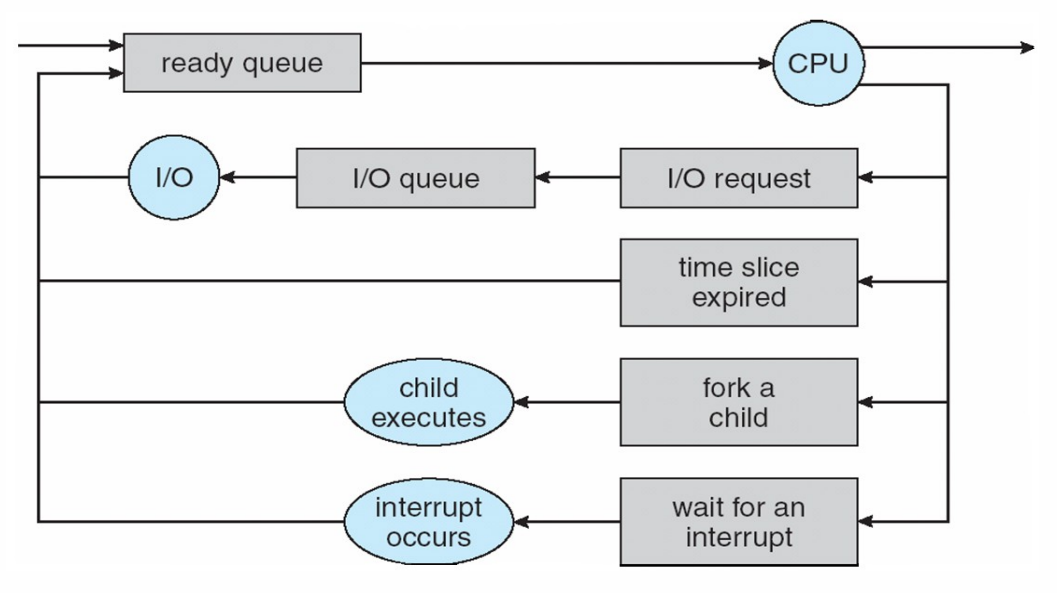 ready queue
CPU
I/O
I/O queue
I/O request
time slice
expired
child
executes
fork a
child
interrupt
occurs
wait for an
interrupt